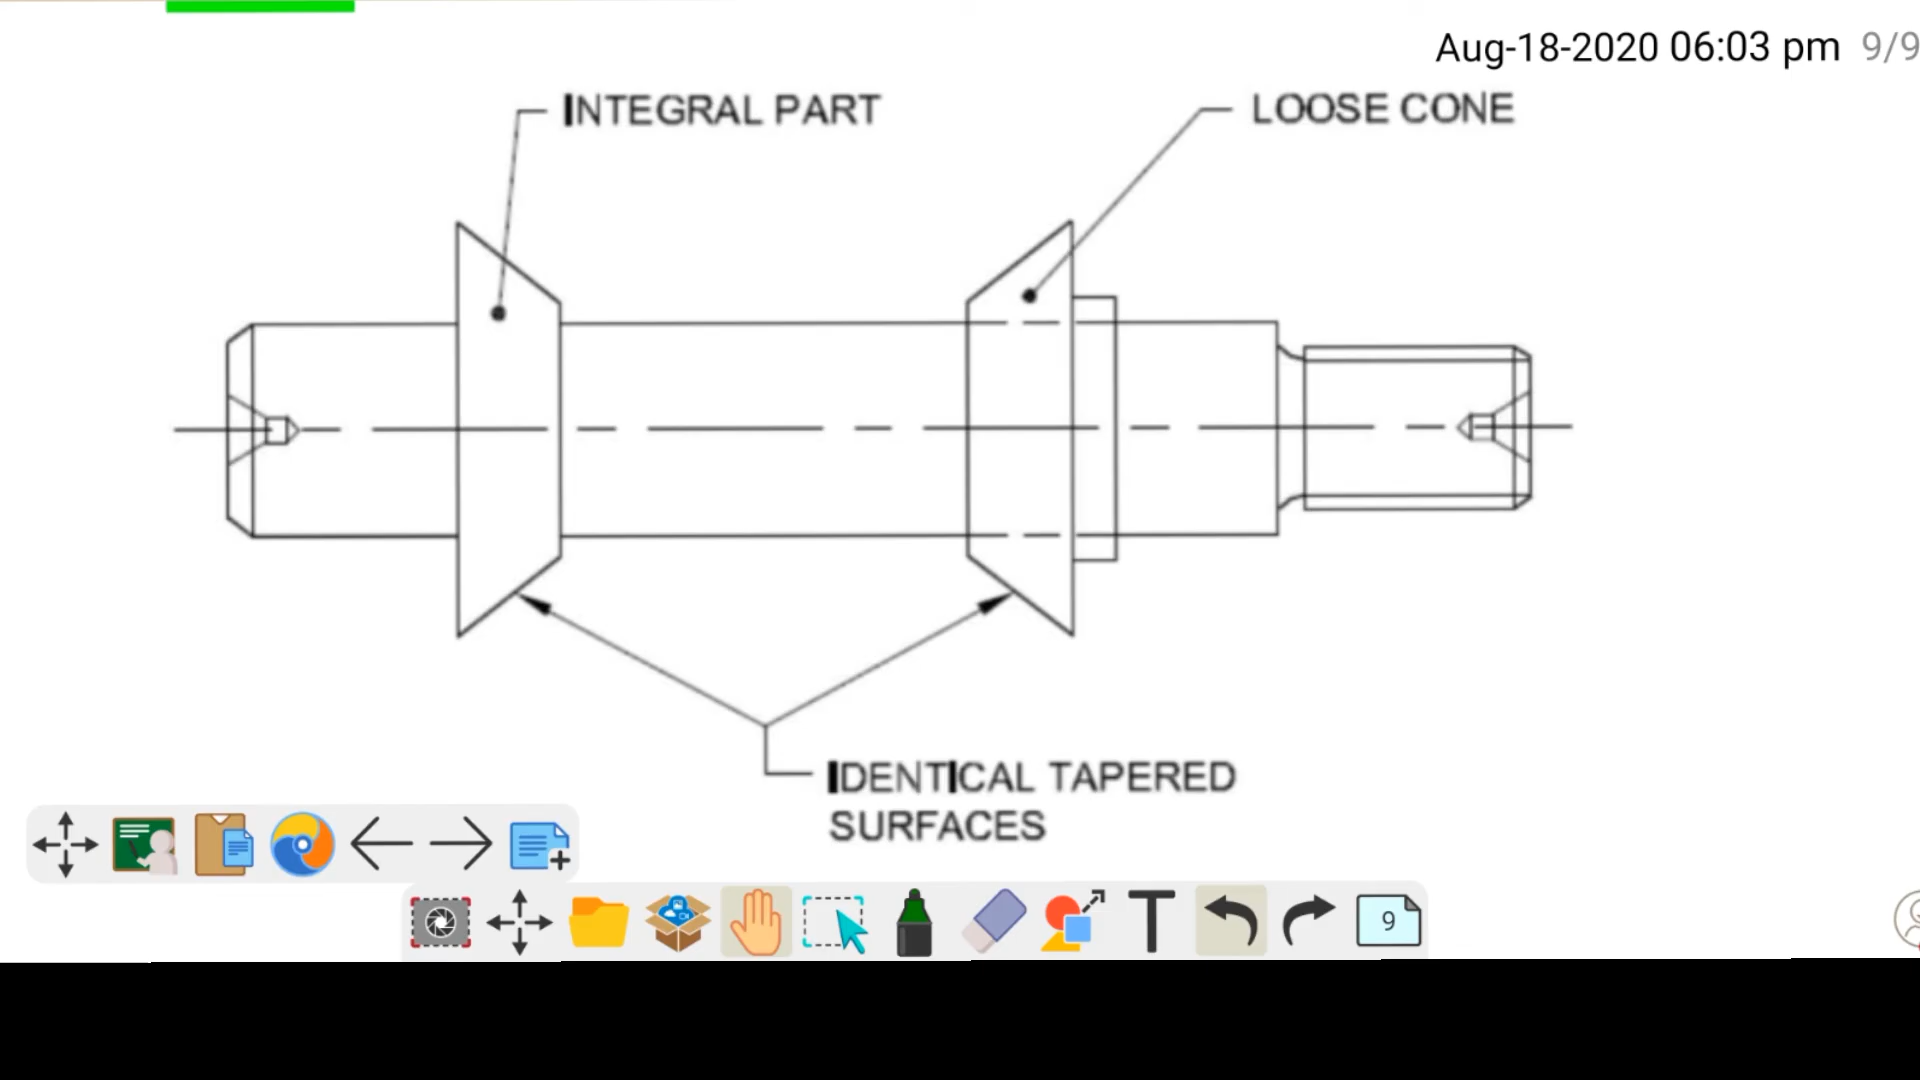 Aug-18-2020 06:03 pm 9/9
INTEGRAL PART
LOOSE CONE
IDENTICAL TAPERED
SURFACES
T
9